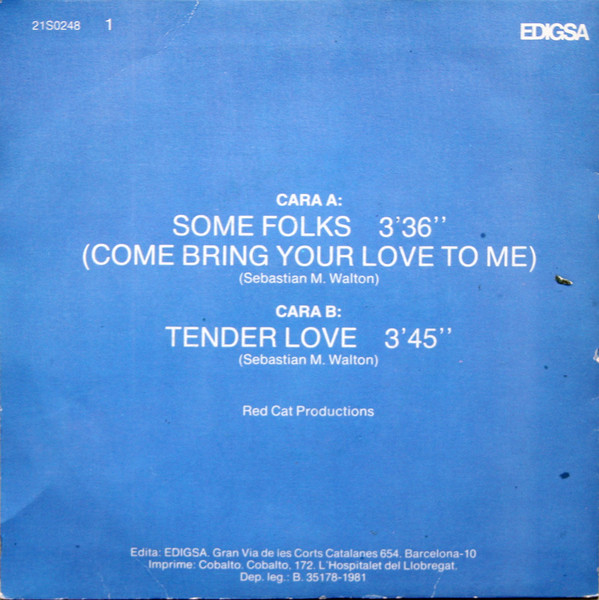 21S0248 1 EDIGSA
CARA A:
SOME FOLKS 3'36''
(COME BRING YOUR LOVE TO ME)
(Sebastian M. Walton)
CARA B:
TENDER LOVE 3'45''
(Sebastian M. Walton)
Red Cat Productions
Edita: EDIGSA. Gran Via de les Corts Catalanes 654. Barcelona-10
Imprime: Cobalto. Cobalto, 172. L'Hospitalet del Llobregat.
Dep. leg.: B. 35178-1981